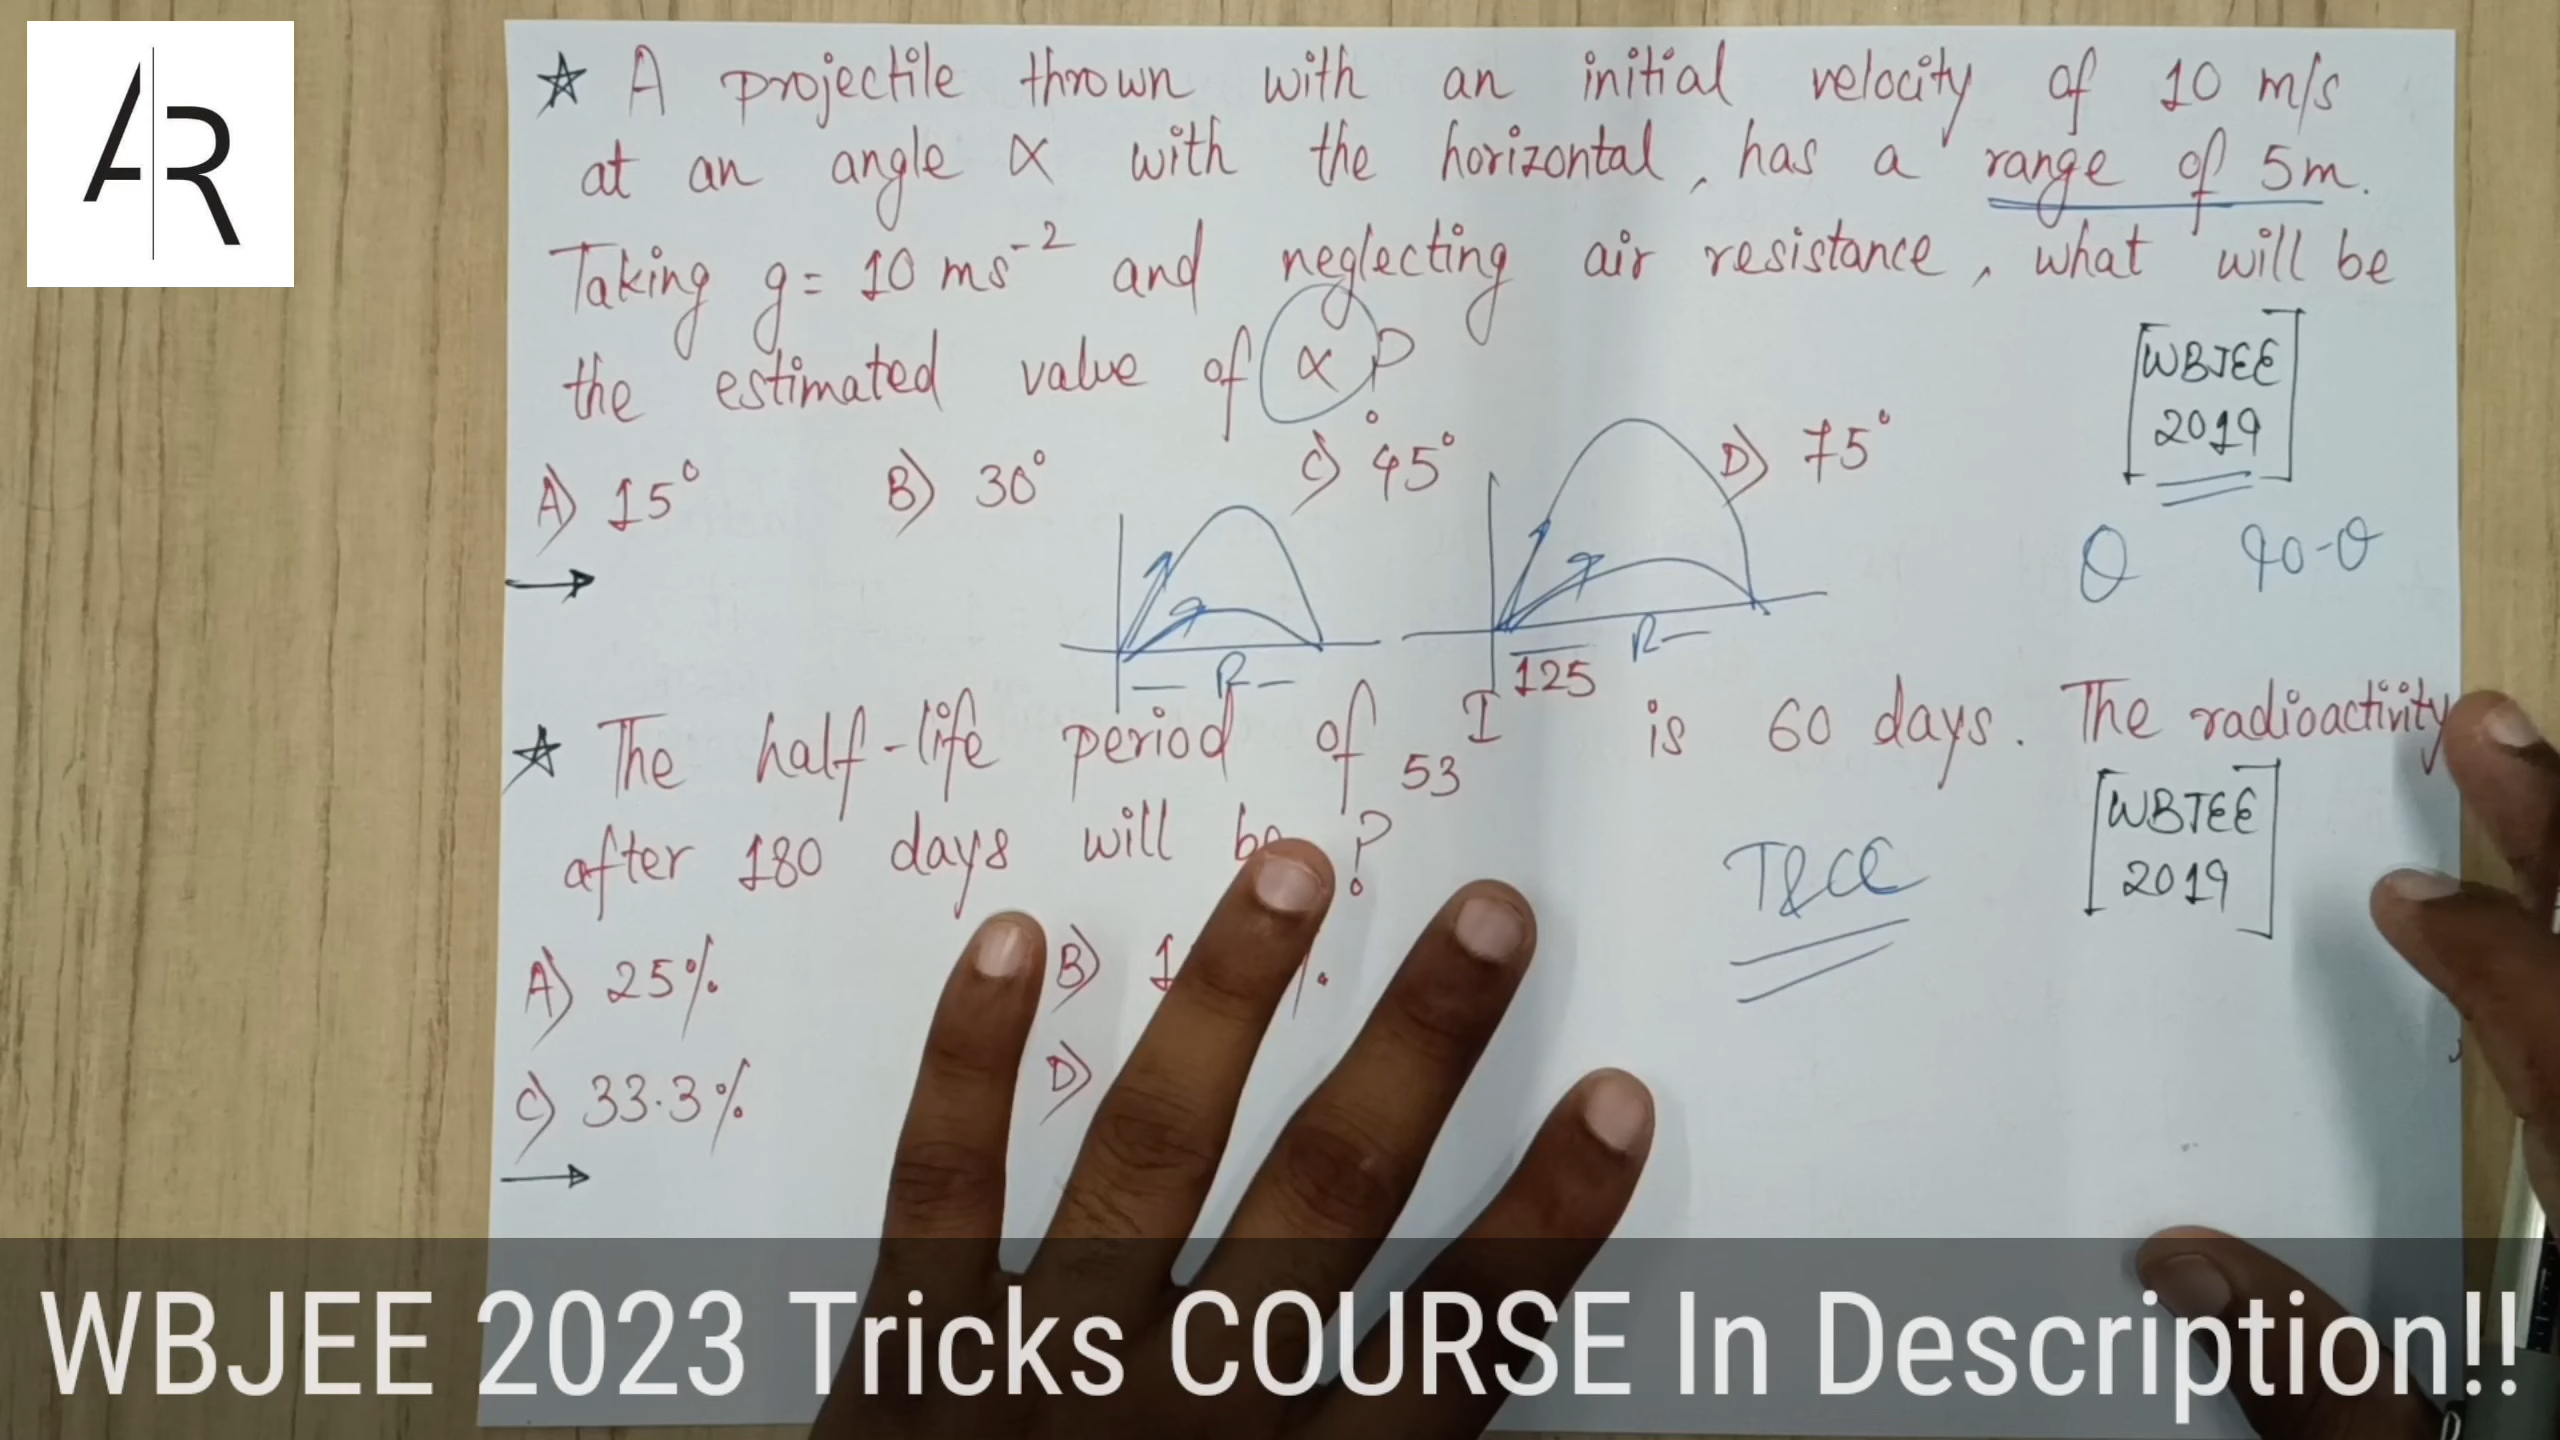 AR
☆ A projectile thrown with an initial velocity of 10 m/s
at an angle ∝ with the horizontal, has a range of 5m.
Taking g = 10 ms⁻² and neglecting air resistance, what will be
the estimated value of ∝ ?
[WBJEE 2019]
A) 15° B) 30° C) 45° D) 75°
θ 90-θ
R R
☆ The half-life period of ₅₃I¹²⁵ is 60 days. The radioactivity
after 180 days will be ?
[WBJEE 2019]
A) 25% B)
C) 33.3% D)
WBJEE 2023 Tricks COURSE In Description!!